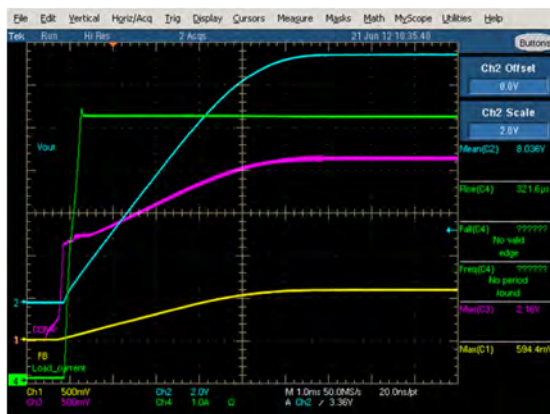 File Edit Vertical Horiz/Acq Trig Display Cursors Measure Masks Math MyScope Utilities Help
Tek Run Hi Res 2 Acqs 21 Jun 12 10:35:48
Buttons
Ch2 Offset
0.0V
Ch2 Scale
2.0V
Vout
Mean(C2) 8.036V
Rise(C4) 321.6µs
Fall(C4) ??????
No valid
edge
Freq(C4) ??????
No period
found
2.16V
Max(C1) 594.4mV
2
3
FB
Load_current
4
Ch1 500mV Ch2 2.0V M 1.0ms 50.0MS/s 20.0ns/pt
Ch3 500mV Ch4 1.0A Ω A Ch2 / 3.36V